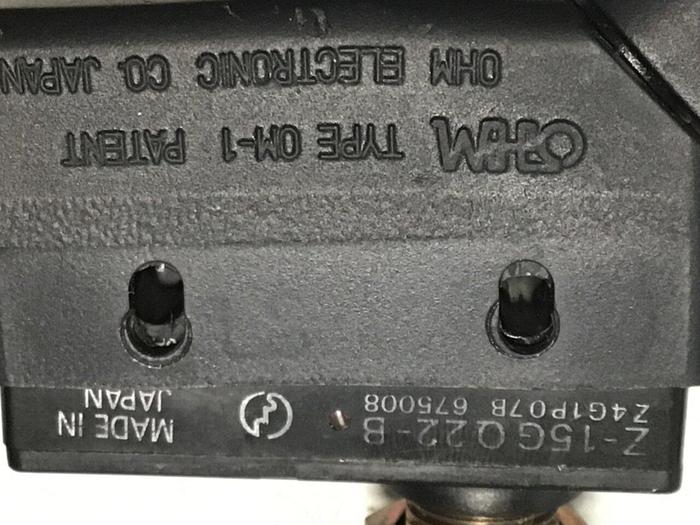 Z-15GQ22-B
Z4G1P07B 675008
MADE IN
JAPAN
OHM TYPE OM-1 PATENT
OHM ELECTRONIC CO. JAPAN